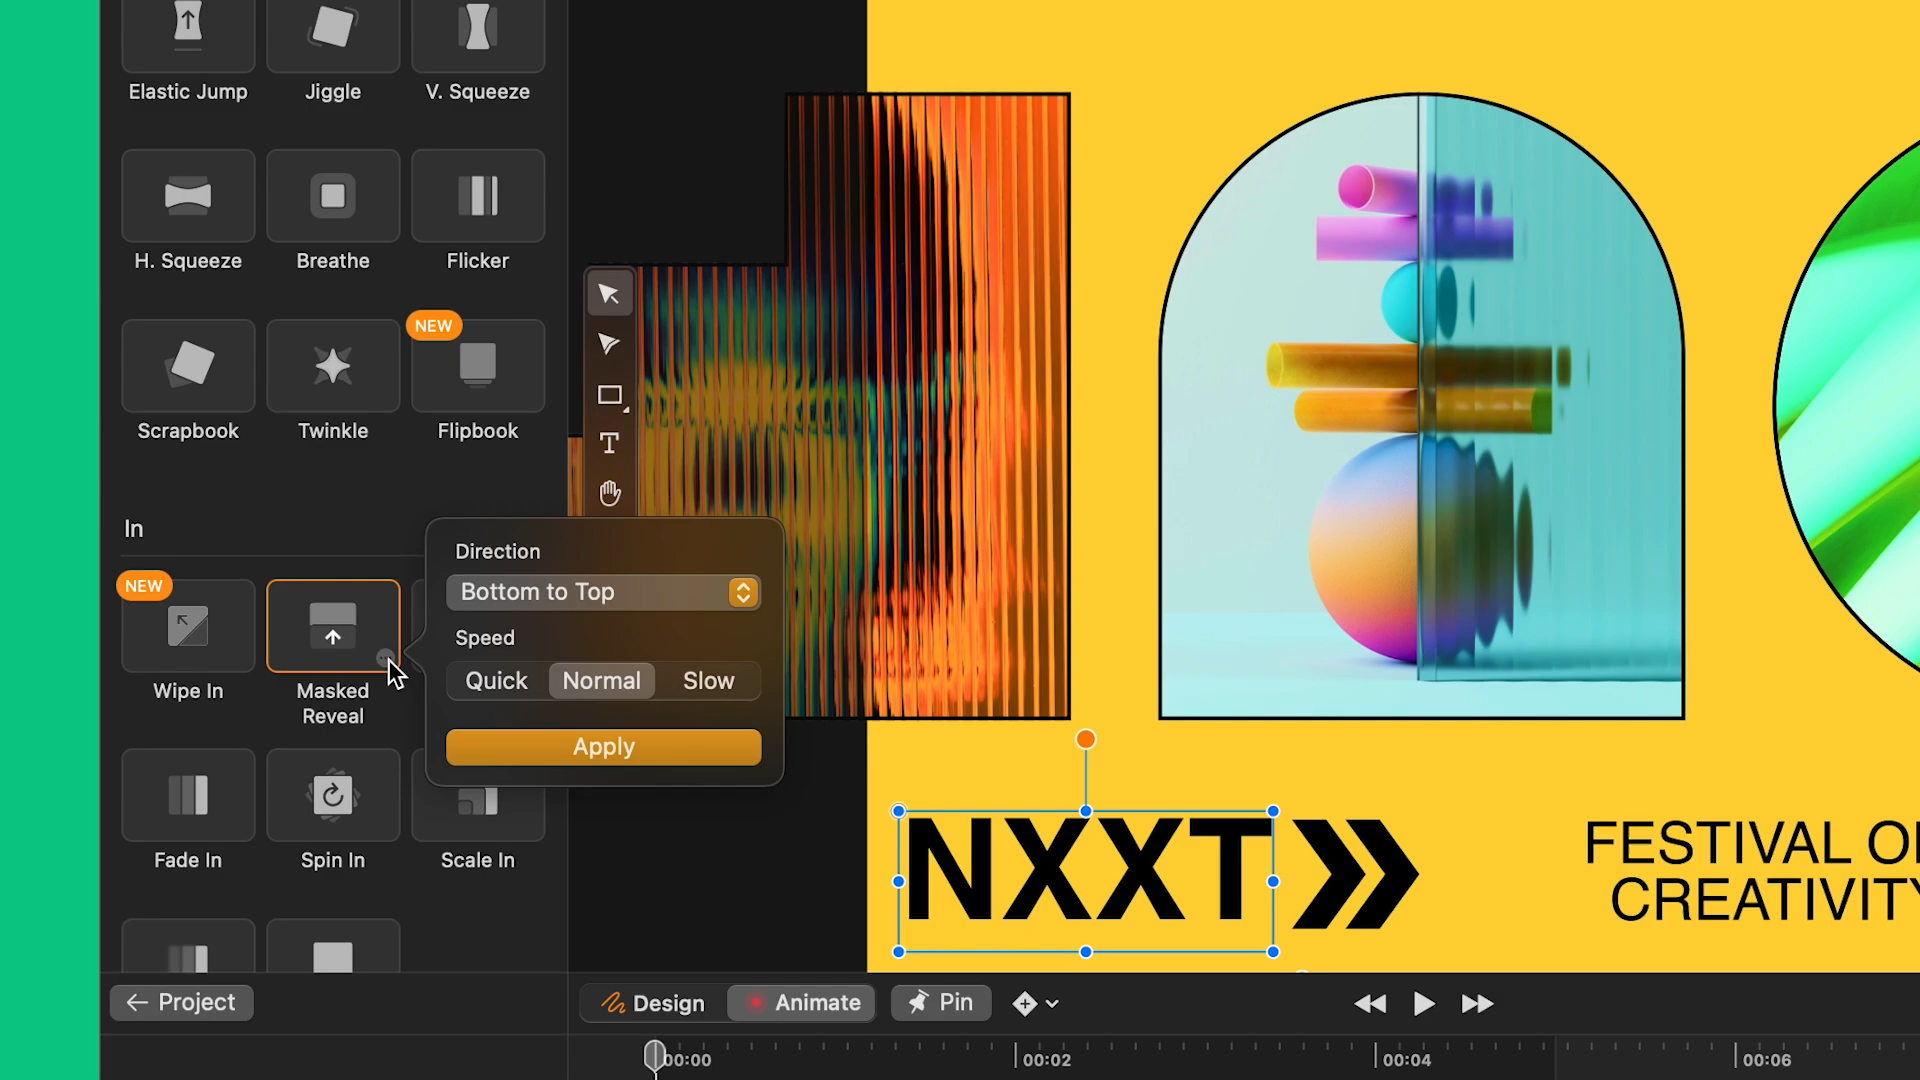 Elastic Jump
Jiggle
V. Squeeze
H. Squeeze
Breathe
Flicker
NEW
Scrapbook
Twinkle
Flipbook
In
NEW
Wipe In
Masked
Reveal
Direction
Bottom to Top
Speed
Quick
Normal
Slow
Apply
Fade In
Spin In
Scale In
NXXT
FESTIVAL O
CREATIVITY
Project
Design
Animate
Pin
00:00
00:02
00:04
00:06